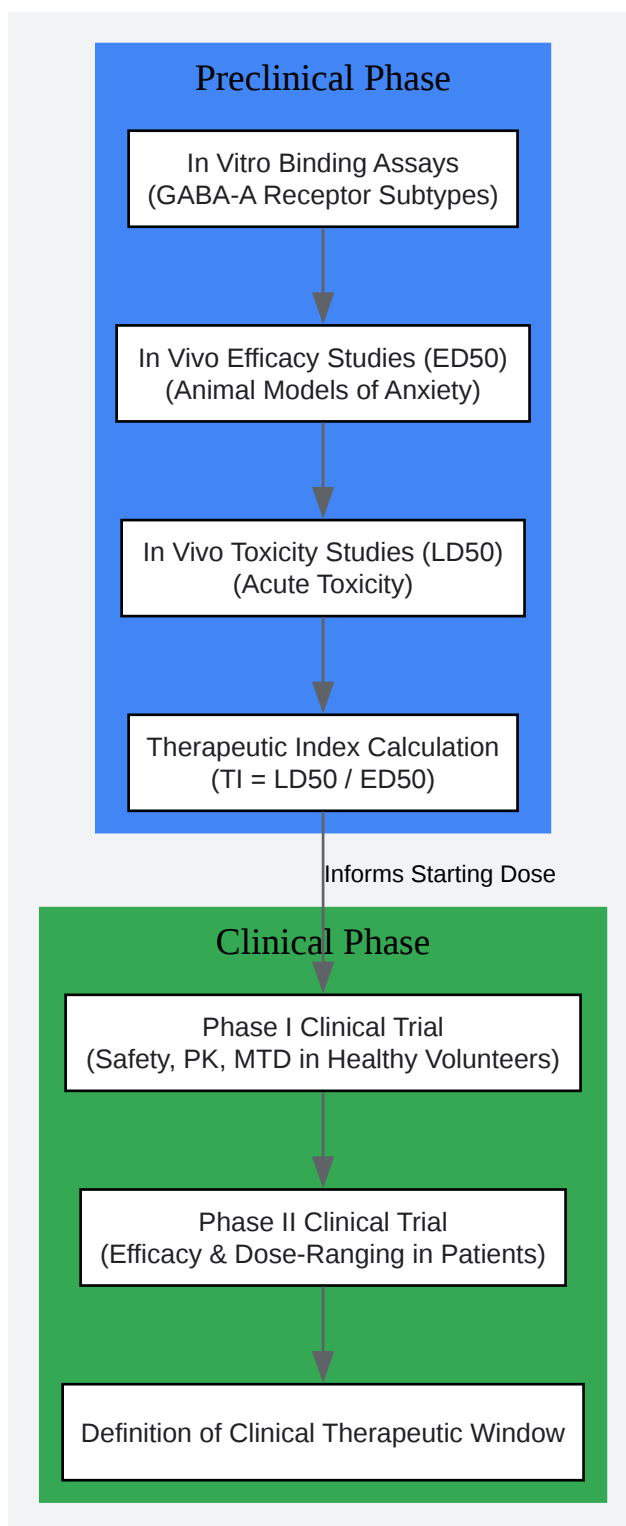 Preclinical Phase
In Vitro Binding Assays
(GABA-A Receptor Subtypes)
In Vivo Efficacy Studies (ED50)
(Animal Models of Anxiety)
In Vivo Toxicity Studies (LD50)
(Acute Toxicity)
Therapeutic Index Calculation
(TI = LD50 / ED50)
Informs Starting Dose
Clinical Phase
Phase I Clinical Trial
(Safety, PK, MTD in Healthy Volunteers)
Phase II Clinical Trial
(Efficacy & Dose-Ranging in Patients)
Definition of Clinical Therapeutic Window